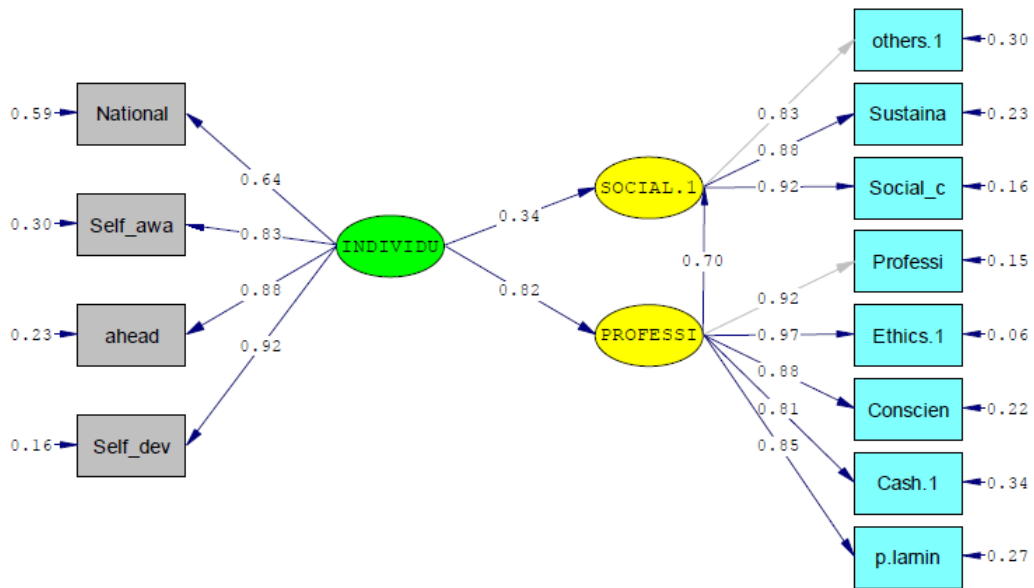 0.59
National
0.64
0.30
Self_awa
0.83
0.23
ahead
0.88
0.16
Self_dev
0.92
INDIVIDU
0.34
0.82
SOCIAL.1
0.70
PROFESSI
0.83
others.1
0.30
0.88
Sustaina
0.23
0.92
Social_c
0.16
0.92
Professi
0.15
0.97
Ethics.1
0.06
0.88
Conscien
0.22
0.81
Cash.1
0.34
0.85
p.lamin
0.27